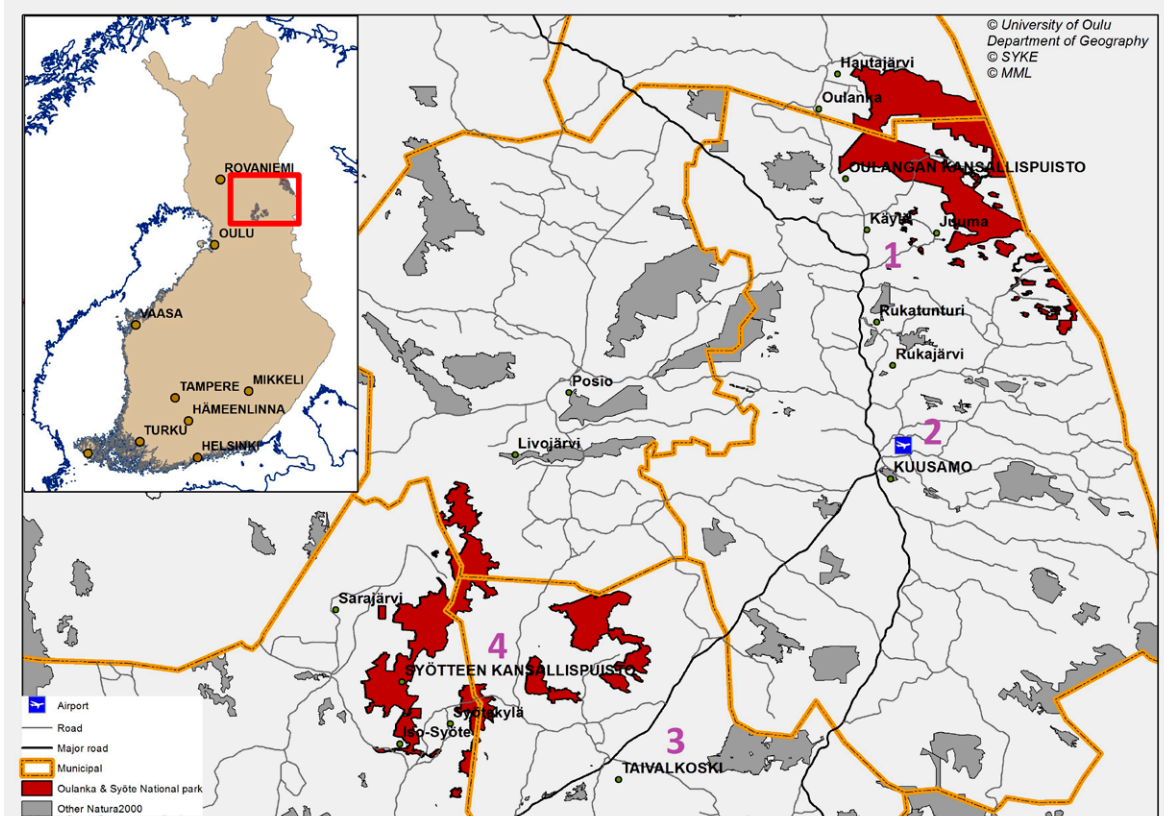 © University of Oulu
Department of Geography
© SYKE
© MML
Hautajärvi
Oulanka
ROVANIEMI
OULANGAN KANSALLISPUISTO
Käylä
Juuma
OULU
1
VAASA
Rukatunturi
Rukajärvi
TAMPERE
MIKKELI
Posio
HÄMEENLINNA
TURKU
HELSINKI
2
Livojärvi
KUUSAMO
Sarajärvi
4
SYÖTTEEN KANSALLISPUISTO
Syötekylä
Iso-Syöte
3
TAIVALKOSKI
Airport
Road
Major road
Municipal
Oulanka & Syöte National park
Other Natura2000